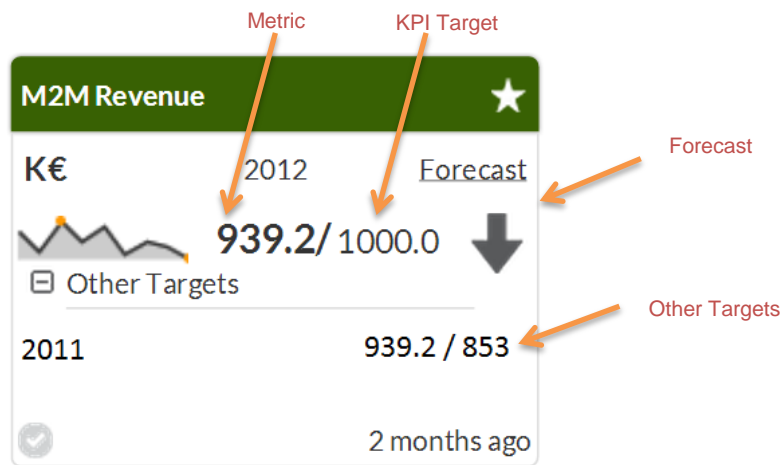 Metric
KPI Target
M2M Revenue
Forecast
K€ 2012 Forecast
939.2/ 1000.0
Other Targets
Other Targets
2011 939.2 / 853
2 months ago